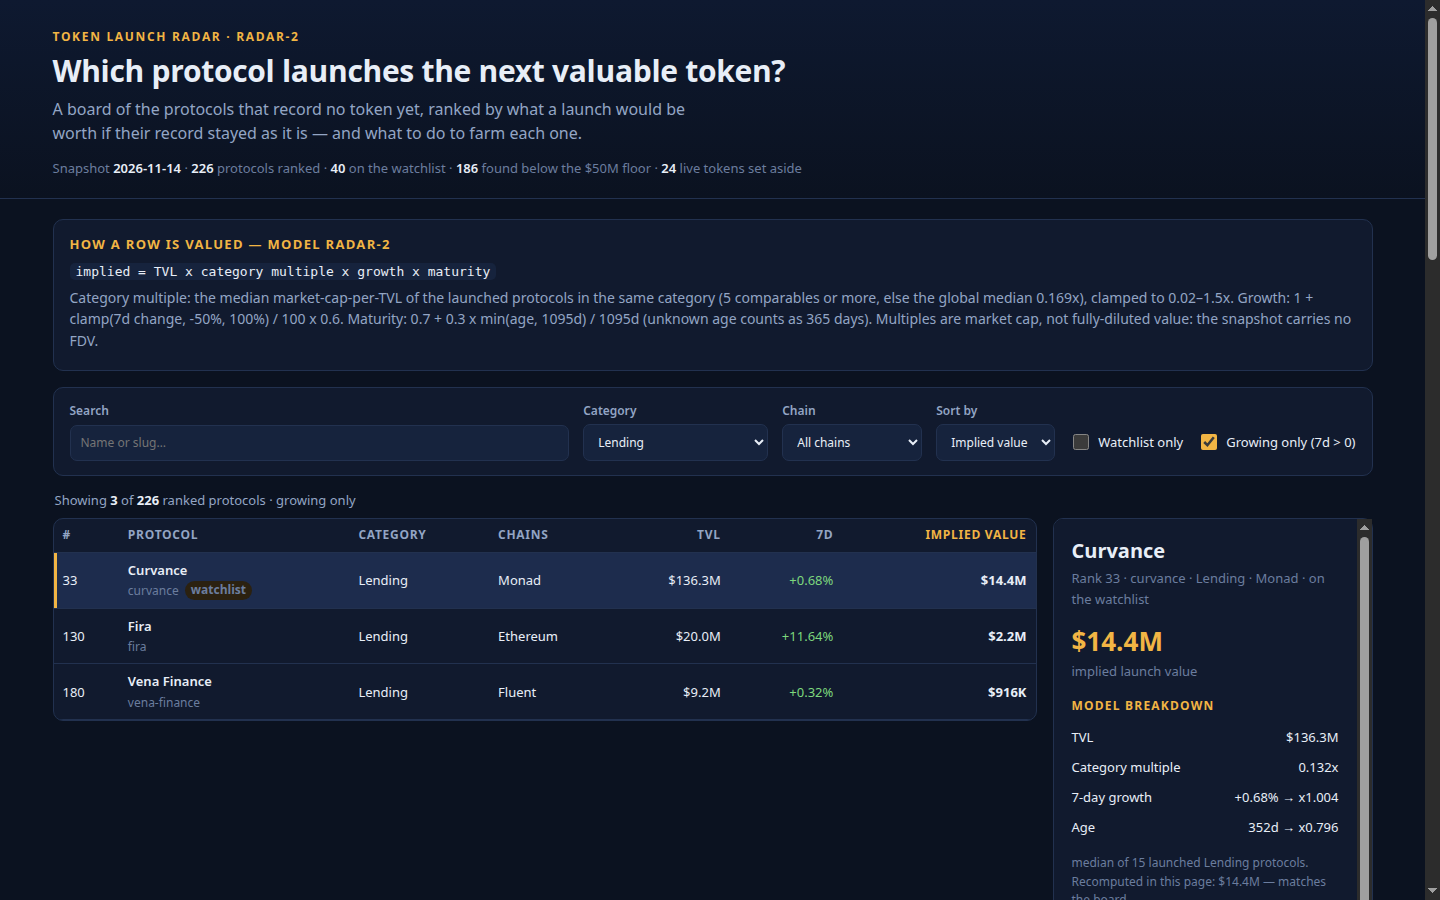 TOKEN LAUNCH RADAR · RADAR-2
Which protocol launches the next valuable token?
A board of the protocols that record no token yet, ranked by what a launch would be
worth if their record stayed as it is — and what to do to farm each one.
Snapshot 2026-11-14 · 226 protocols ranked · 40 on the watchlist · 186 found below the $50M floor · 24 live tokens set aside
HOW A ROW IS VALUED — MODEL RADAR-2
implied = TVL x category multiple x growth x maturity
Category multiple: the median market-cap-per-TVL of the launched protocols in the same category (5 comparables or more, else the global median 0.169x), clamped to 0.02–1.5x. Growth: 1 +
clamp(7d change, -50%, 100%) / 100 x 0.6. Maturity: 0.7 + 0.3 x min(age, 1095d) / 1095d (unknown age counts as 365 days). Multiples are market cap, not fully-diluted value: the snapshot carries no
FDV.
Search Category Chain Sort by
Name or slug... Lending All chains Implied value Watchlist only Growing only (7d > 0)
Showing 3 of 226 ranked protocols · growing only
# PROTOCOL CATEGORY CHAINS TVL 7D IMPLIED VALUE
33 Curvance Lending Monad $136.3M +0.68% $14.4M
curvance watchlist
130 Fira Lending Ethereum $20.0M +11.64% $2.2M
fira
180 Vena Finance Lending Fluent $9.2M +0.32% $916K
vena-finance
Curvance
Rank 33 · curvance · Lending · Monad · on
the watchlist
$14.4M
implied launch value
MODEL BREAKDOWN
TVL $136.3M
Category multiple 0.132x
7-day growth +0.68% → x1.004
Age 352d → x0.796
median of 15 launched Lending protocols.
Recomputed in this page: $14.4M — matches
the board